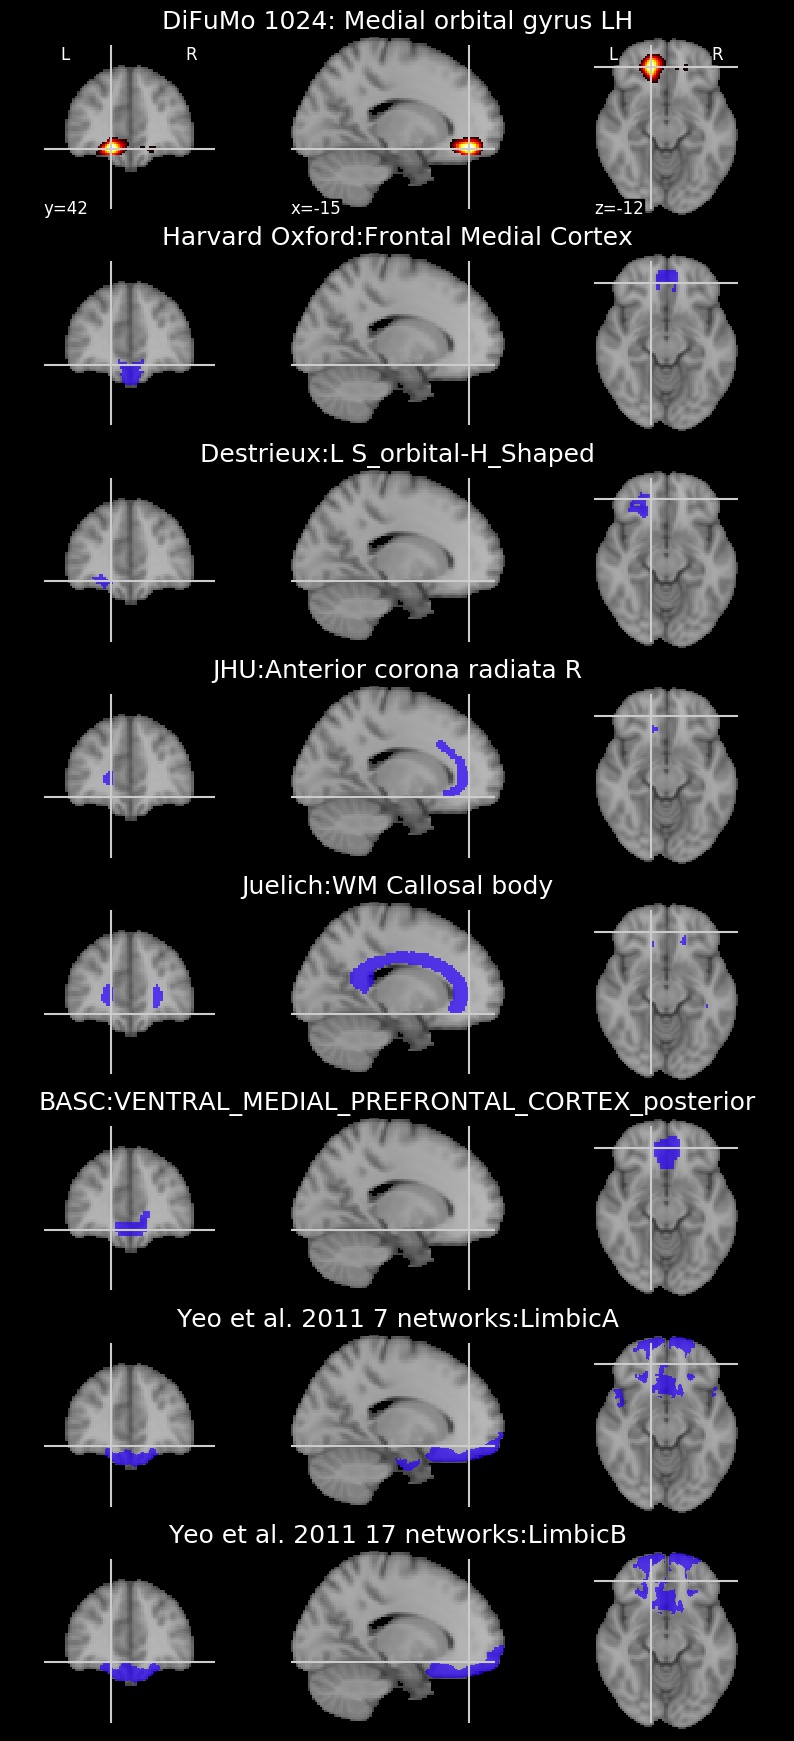 DiFuMo 1024: Medial orbital gyrus LH
L R L R
y=42 x=-15 z=-12
Harvard Oxford:Frontal Medial Cortex
Destrieux:L S_orbital-H_Shaped
JHU:Anterior corona radiata R
Juelich:WM Callosal body
BASC:VENTRAL_MEDIAL_PREFRONTAL_CORTEX_posterior
Yeo et al. 2011 7 networks:LimbicA
Yeo et al. 2011 17 networks:LimbicB